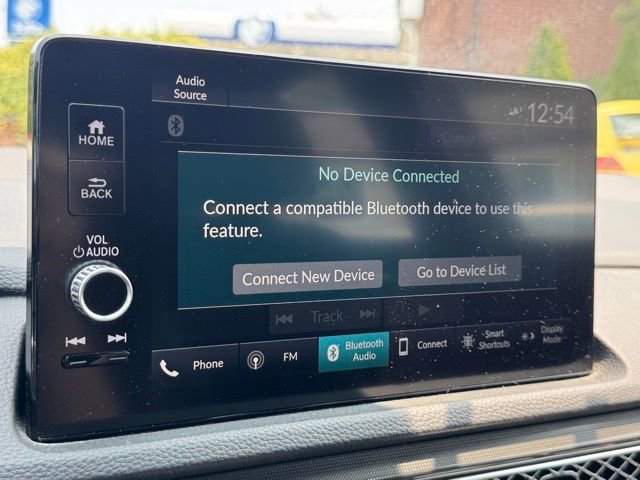 Audio
Source
12:54
HOME
BACK
VOL
AUDIO
No Device Connected
Connect a compatible Bluetooth device to use this
feature.
Connect New Device
Go to Device List
Track
Phone
FM
Bluetooth
Audio
Connect
Smart
Shortcuts
Display
Mode